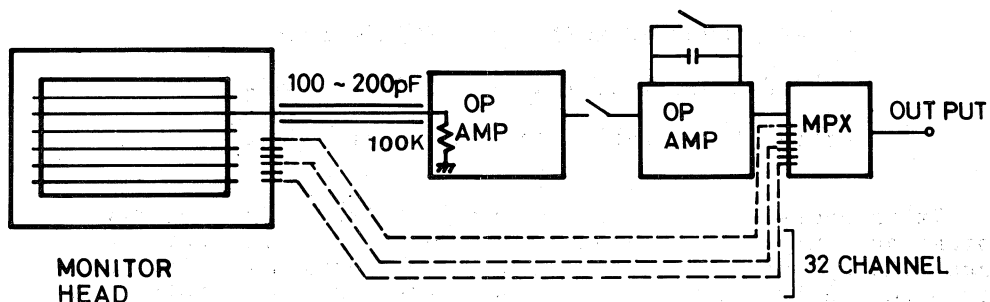 100 ~ 200pF
100K
OP
AMP
OP
AMP
MPX
OUT PUT
MONITOR
HEAD
32 CHANNEL